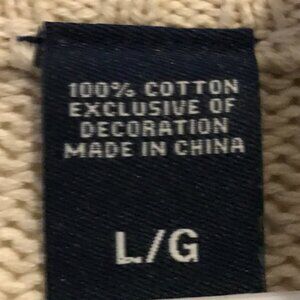 100% COTTON
EXCLUSIVE OF
DECORATION
MADE IN CHINA
L/G